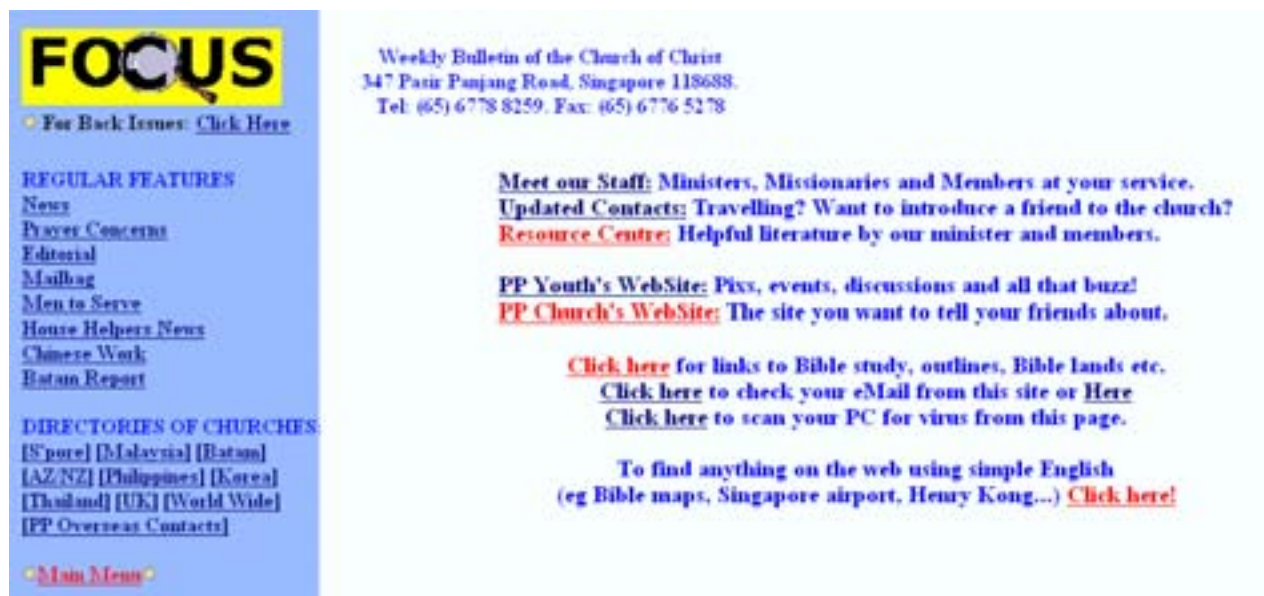 FOCUS
For Back Issues: Click Here
REGULAR FEATURES
News
Prayer Concerns
Editorial
Mailbag
Men to Serve
House Helpers News
Chinese Work
Batam Report
DIRECTORIES OF CHURCHES:
[S'pore] [Malaysia] [Batam]
[AZ/NZ] [Philippines] [Korea]
[Thailand] [UK] [World Wide]
[PP Overseas Contacts]
Main Menu
Weekly Bulletin of the Church of Christ
347 Pasir Panjang Road, Singapore 118688.
Tel: (65) 6778 8259. Fax: (65) 6776 5278
Meet our Staff: Ministers, Missionaries and Members at your service.
Updated Contacts: Travelling? Want to introduce a friend to the church?
Resource Centre: Helpful literature by our minister and members.
PP Youth's WebSite: Pixs, events, discussions and all that buzz!
PP Church's WebSite: The site you want to tell your friends about.
Click here for links to Bible study, outlines, Bible lands etc.
Click here to check your eMail from this site or Here
Click here to scan your PC for virus from this page.
To find anything on the web using simple English
(eg Bible maps, Singapore airport, Henry Kong...) Click here!